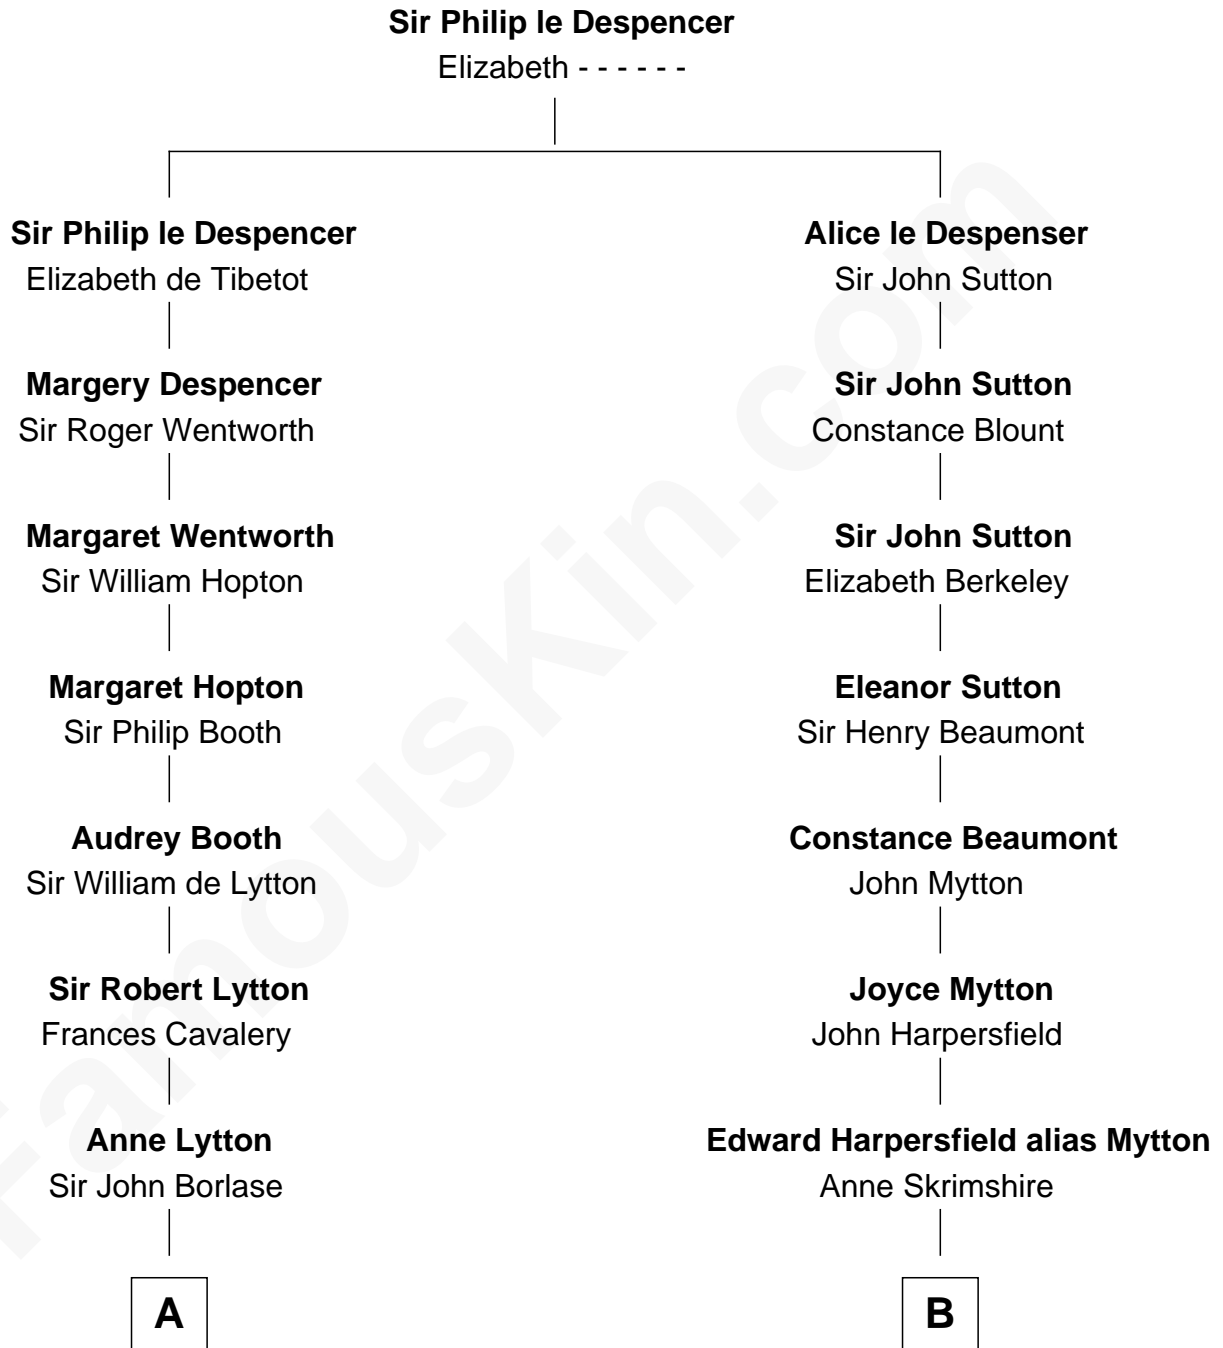 Sir Philip le Despencer
Elizabeth - - - - - -
Sir Philip le Despencer
Elizabeth de Tibetot
Alice le Despenser
Sir John Sutton
Margery Despencer
Sir Roger Wentworth
Sir John Sutton
Constance Blount
Margaret Wentworth
Sir William Hopton
Sir John Sutton
Elizabeth Berkeley
Margaret Hopton
Sir Philip Booth
Eleanor Sutton
Sir Henry Beaumont
Audrey Booth
Sir William de Lytton
Constance Beaumont
John Mytton
Sir Robert Lytton
Frances Cavalery
Joyce Mytton
John Harpersfield
Anne Lytton
Sir John Borlase
Edward Harpersfield alias Mytton
Anne Skrimshire
A
B
FamousKin.com